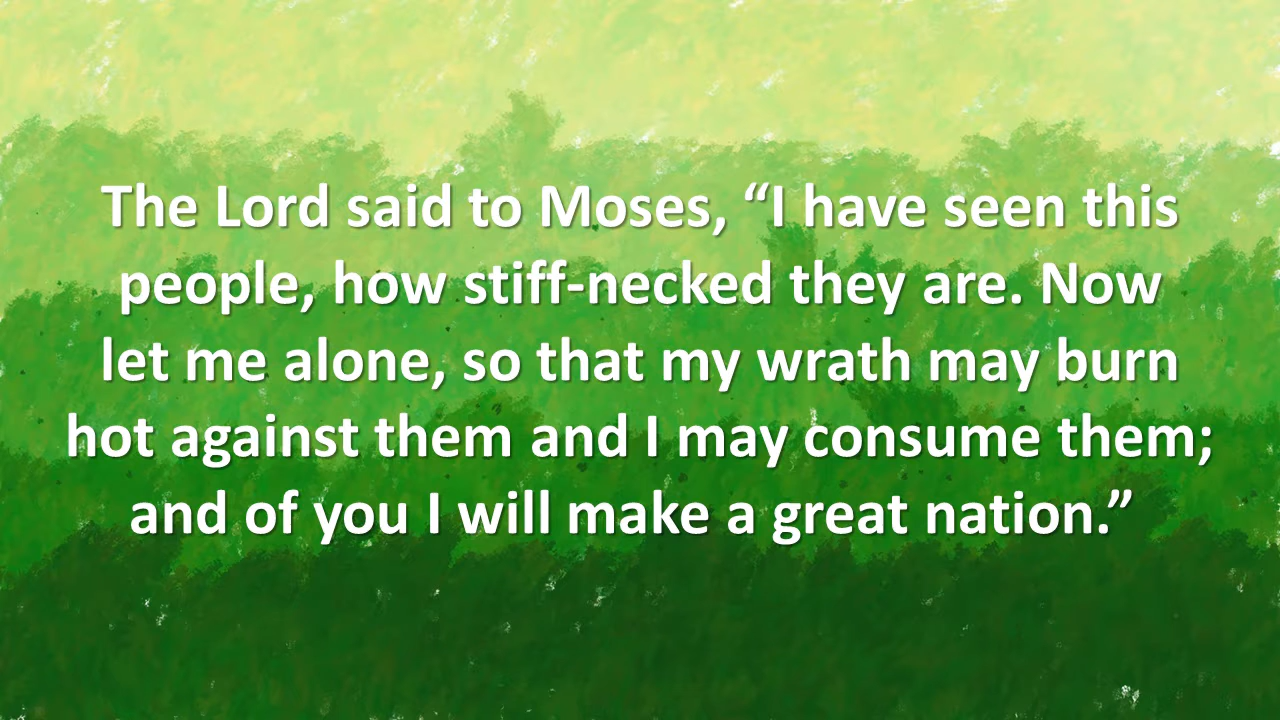 The Lord said to Moses, “I have seen this
people, how stiff-necked they are. Now
let me alone, so that my wrath may burn
hot against them and I may consume them;
and of you I will make a great nation.”